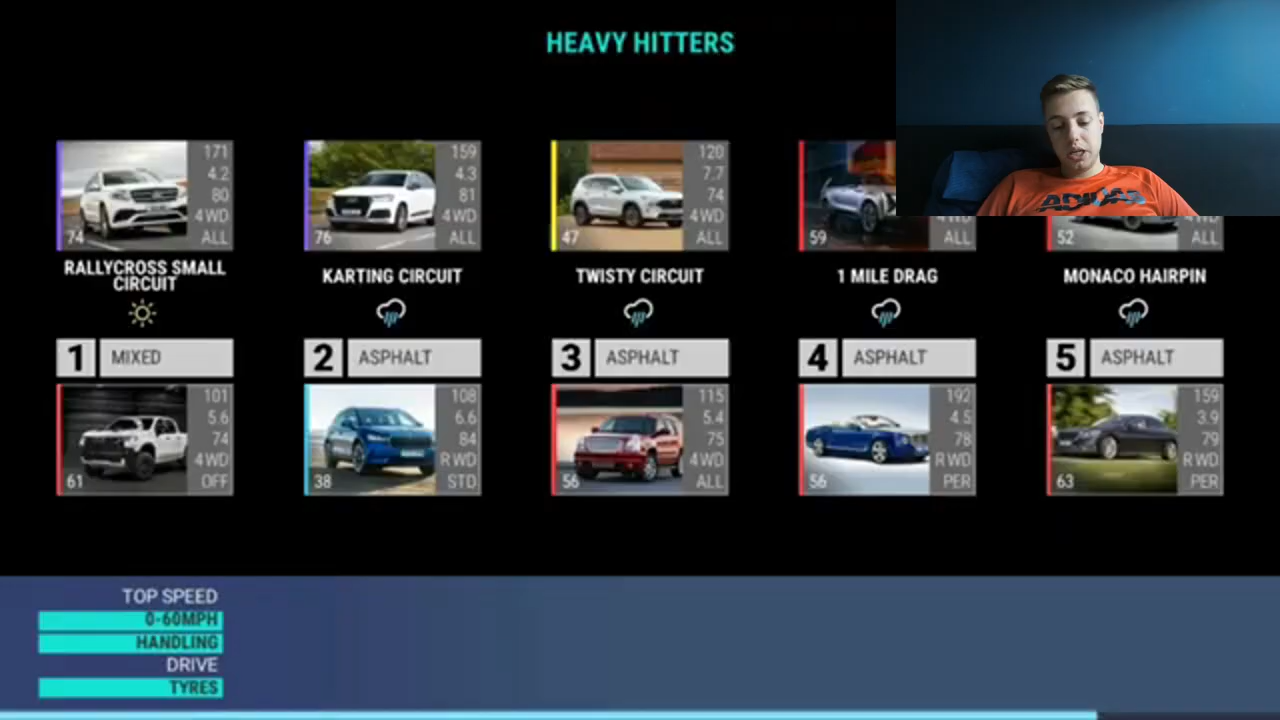 HEAVY HITTERS
171
4.2
80
4WD
ALL
74
159
4.3
81
4WD
ALL
76
120
7.7
74
4WD
ALL
47
ALL
59
4WD
ALL
52
RALLYCROSS SMALL
CIRCUIT
KARTING CIRCUIT
TWISTY CIRCUIT
1 MILE DRAG
MONACO HAIRPIN
1 MIXED
2 ASPHALT
3 ASPHALT
4 ASPHALT
5 ASPHALT
101
5.6
74
4WD
OFF
61
108
6.6
84
RWD
STD
38
115
5.4
75
4WD
ALL
56
192
4.5
78
RWD
PER
56
159
3.9
79
RWD
PER
63
TOP SPEED
0-60MPH
HANDLING
DRIVE
TYRES